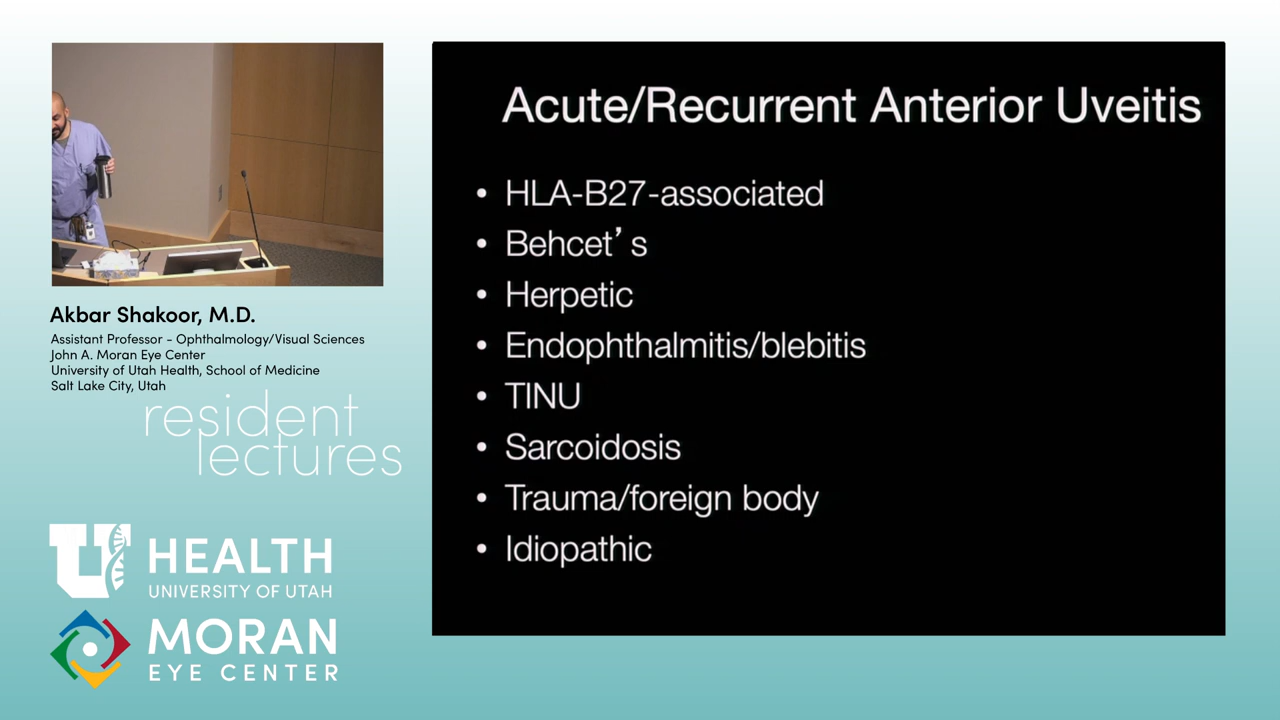 Akbar Shakoor, M.D.
Assistant Professor - Ophthalmology/Visual Sciences
John A. Moran Eye Center
University of Utah Health, School of Medicine
Salt Lake City, Utah
resident
lectures
U HEALTH
UNIVERSITY OF UTAH
MORAN
EYE CENTER
Acute/Recurrent Anterior Uveitis
• HLA-B27-associated
• Behcet’s
• Herpetic
• Endophthalmitis/blebitis
• TINU
• Sarcoidosis
• Trauma/foreign body
• Idiopathic